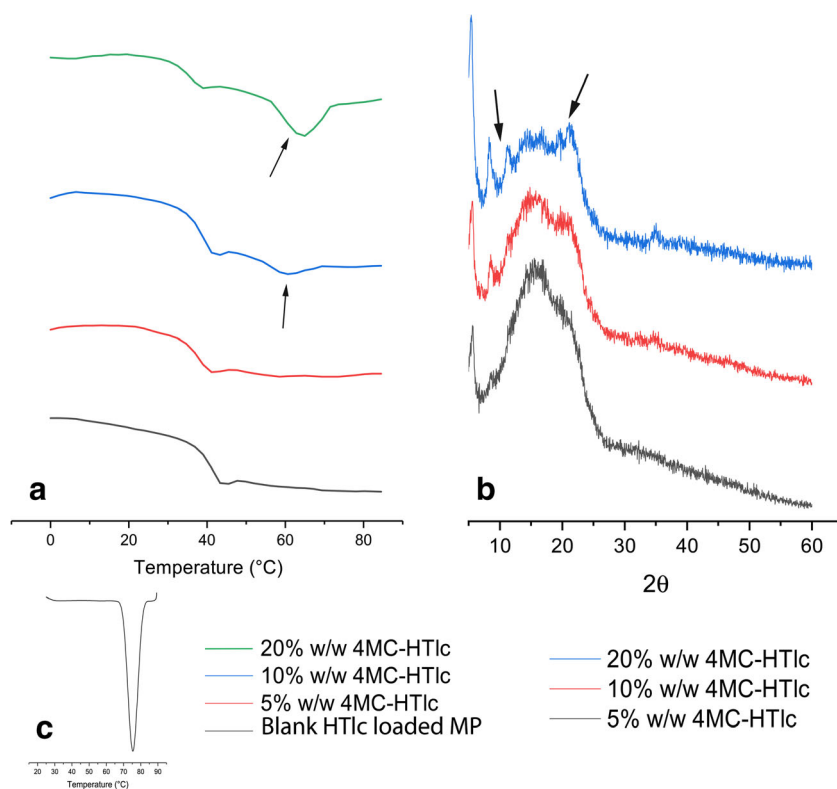 a
0 20 40 60 80
Temperature (°C)
b
10 20 30 40 50 60
2θ
c
20 30 40 50 60 70 80 90
Temperature (°C)
20% w/w 4MC-HTlc
10% w/w 4MC-HTlc
5% w/w 4MC-HTlc
Blank HTlc loaded MP
20% w/w 4MC-HTlc
10% w/w 4MC-HTlc
5% w/w 4MC-HTlc